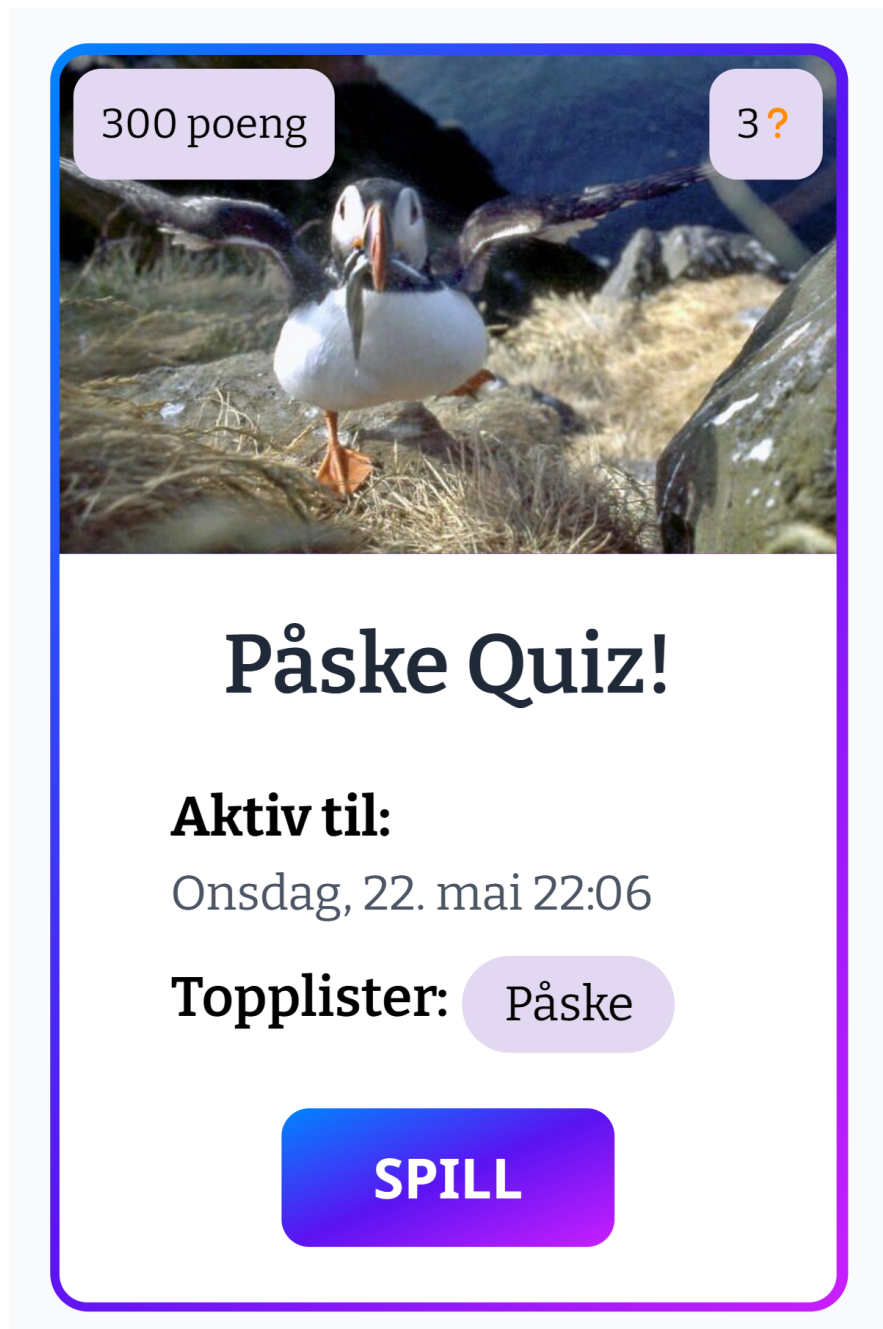 300 poeng
3 ?
Påske Quiz!
Aktiv til:
Onsdag, 22. mai 22:06
Topplister: Påske
SPILL